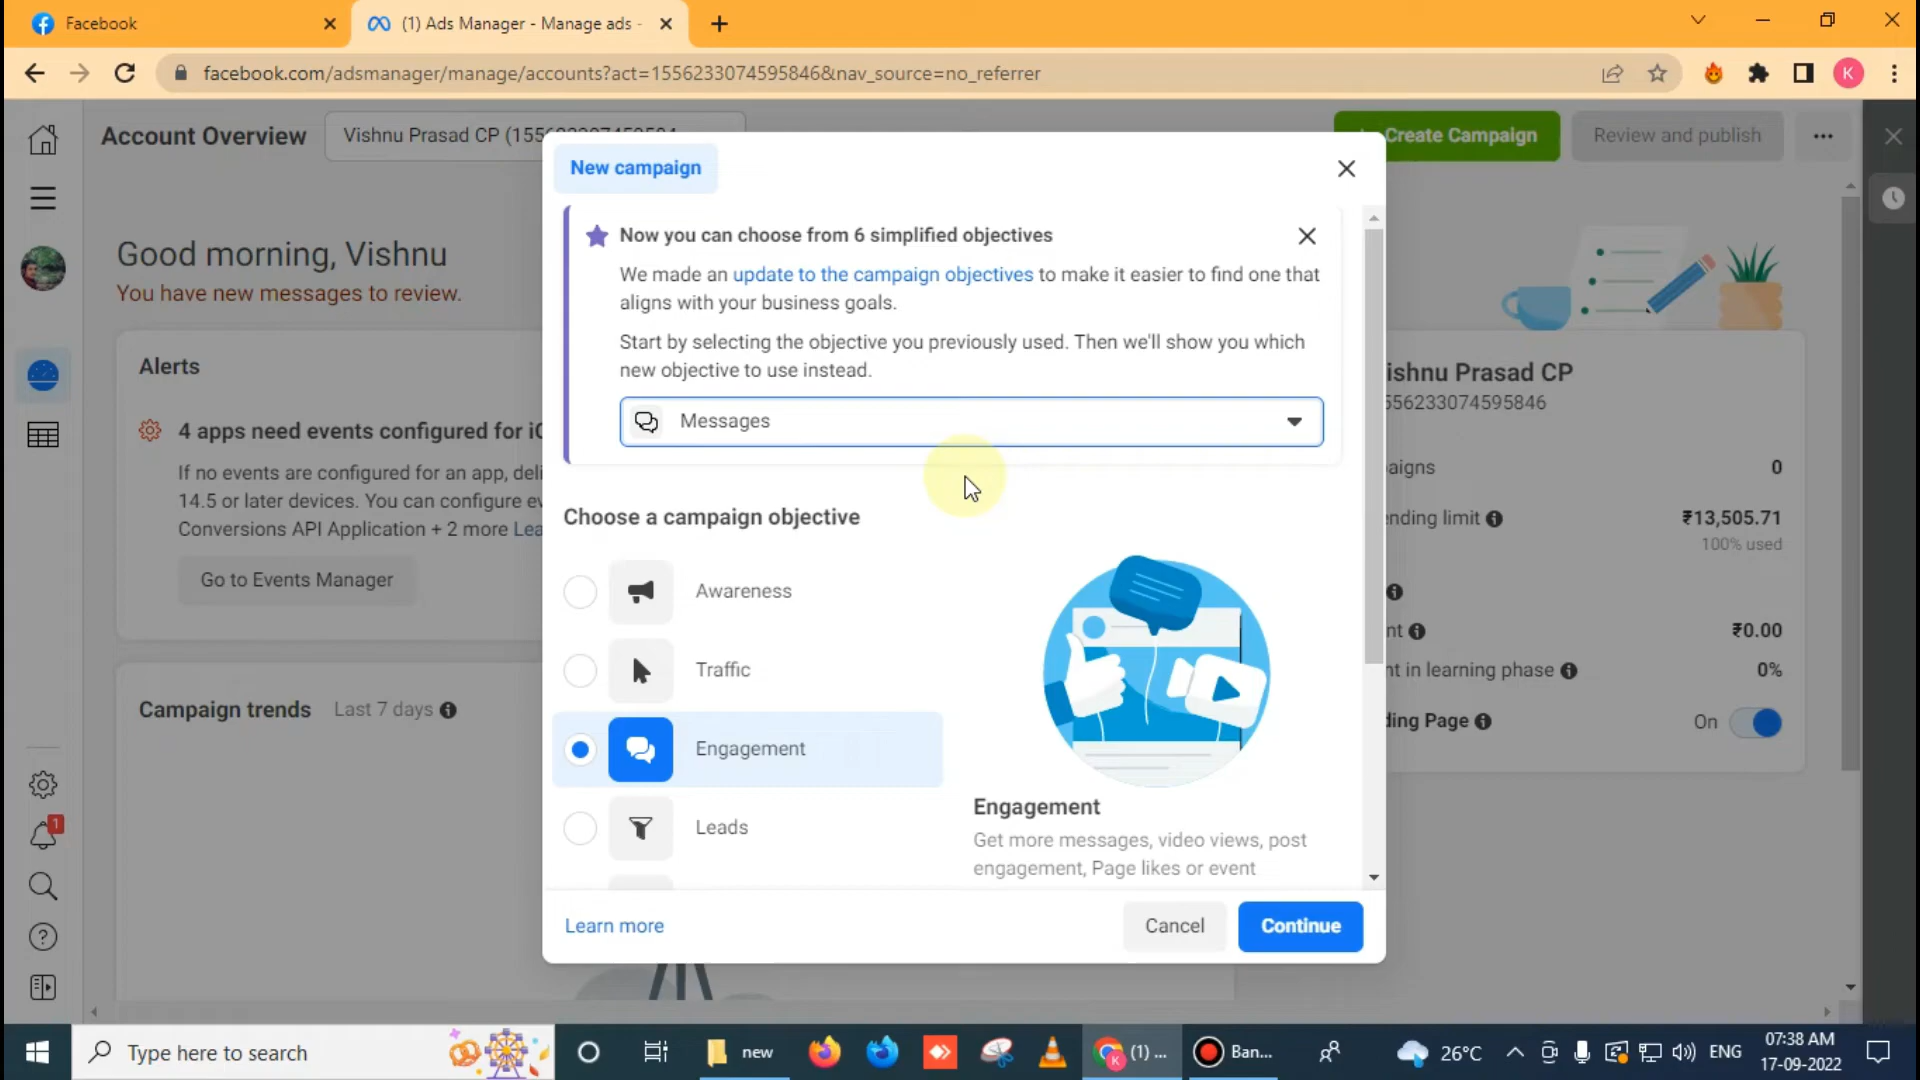 Facebook
(1) Ads Manager - Manage ads -
facebook.com/adsmanager/manage/accounts?act=1556233074595846&nav_source=no_referrer
K
Account Overview
Vishnu Prasad CP
Create Campaign
Review and publish
Good morning, Vishnu
You have new messages to review.
Alerts
4 apps need events configured for
If no events are configured for an app,
14.5 or later devices. You can configure
Conversions API Application + 2 more
Go to Events Manager
Campaign trends
Last 7 days
New campaign
Now you can choose from 6 simplified objectives
We made an update to the campaign objectives to make it easier to find one that
aligns with your business goals.
Start by selecting the objective you previously used. Then we'll show you which
new objective to use instead.
Messages
Choose a campaign objective
Awareness
Traffic
Engagement
Leads
Engagement
Get more messages, video views, post
engagement, Page likes or event
Learn more
Cancel
Continue
ishnu Prasad CP
556233074595846
aigns
0
ending limit
₹13,505.71
100% used
nt
₹0.00
nt in learning phase
0%
ding Page
On
1
Type here to search
new
K
(1) ...
Ban...
26°C
ENG
07:38 AM
17-09-2022